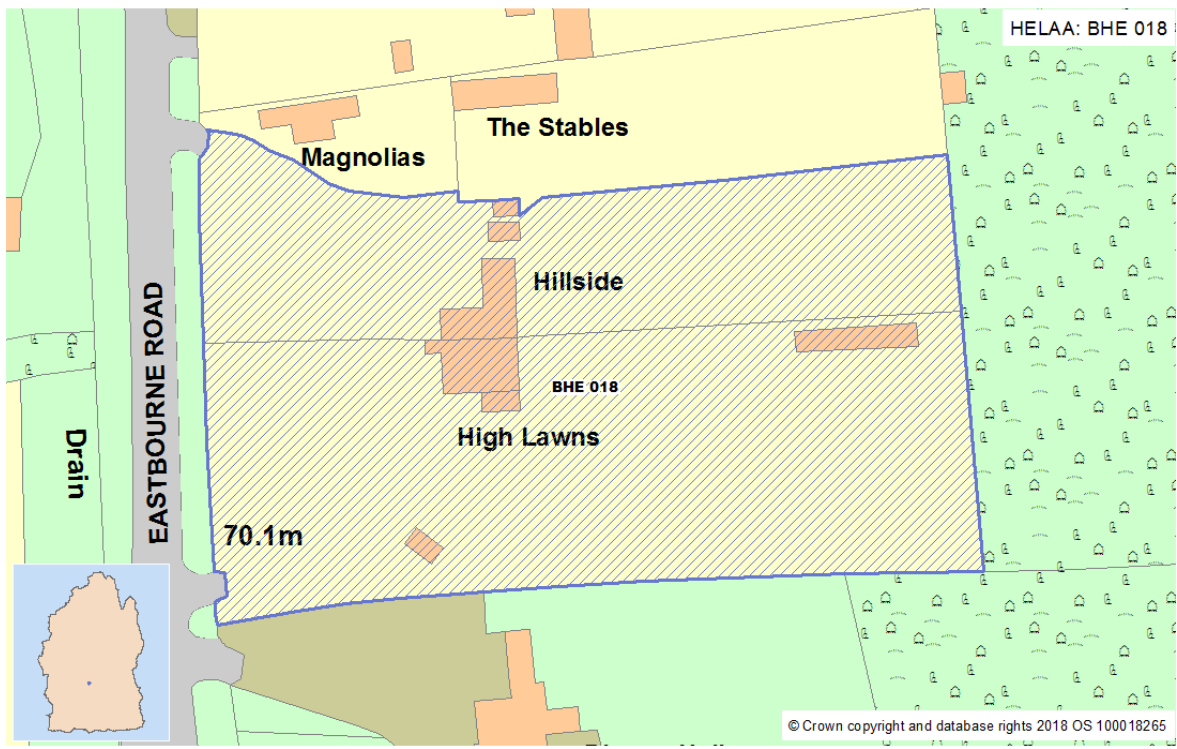 HELAA: BHE 018
The Stables
Magnolias
Hillside
EASTBOURNE ROAD
BHE 018
High Lawns
Drain
70.1m
© Crown copyright and database rights 2018 OS 100018265